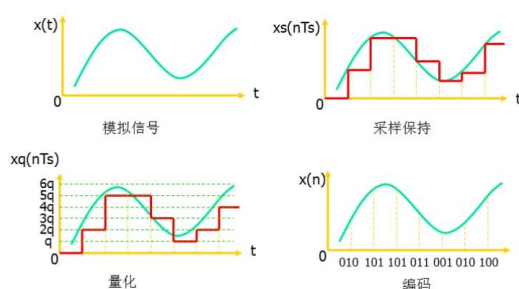 x(t)
0
t
模拟信号
xs(nTs)
0
t
采样保持
xq(nTs)
6q
5q
4q
3q
2q
q
0
t
量化
x(n)
0
010 101 101 011 001 010 100
t
编码